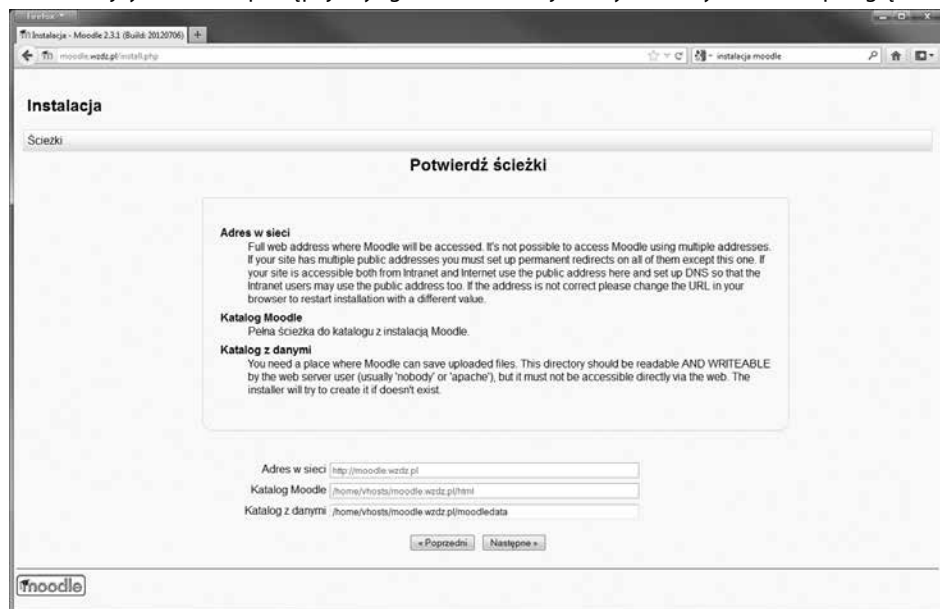 Firefox
Instalacja - Moodle 2.3.1 (Build: 20120706)
moodle.wzdz.pl/install.php
instalacja moodle
Instalacja
Ścieżki
Potwierdź ścieżki
Adres w sieci
Full web address where Moodle will be accessed. It's not possible to access Moodle using multiple addresses.
If your site has multiple public addresses you must set up permanent redirects on all of them except this one. If
your site is accessible both from Intranet and Internet use the public address here and set up DNS so that the
Intranet users may use the public address too. If the address is not correct please change the URL in your
browser to restart installation with a different value.
Katalog Moodle
Pełna ścieżka do katalogu z instalacją Moodle.
Katalog z danymi
You need a place where Moodle can save uploaded files. This directory should be readable AND WRITEABLE
by the web server user (usually 'nobody' or 'apache'), but it must not be accessible directly via the web. The
installer will try to create it if doesn't exist.
Adres w sieci http://moodle.wzdz.pl
Katalog Moodle /home/vhosts/moodle.wzdz.pl/html
Katalog z danymi /home/vhosts/moodle.wzdz.pl/moodledata
« Poprzedni Następne »
moodle